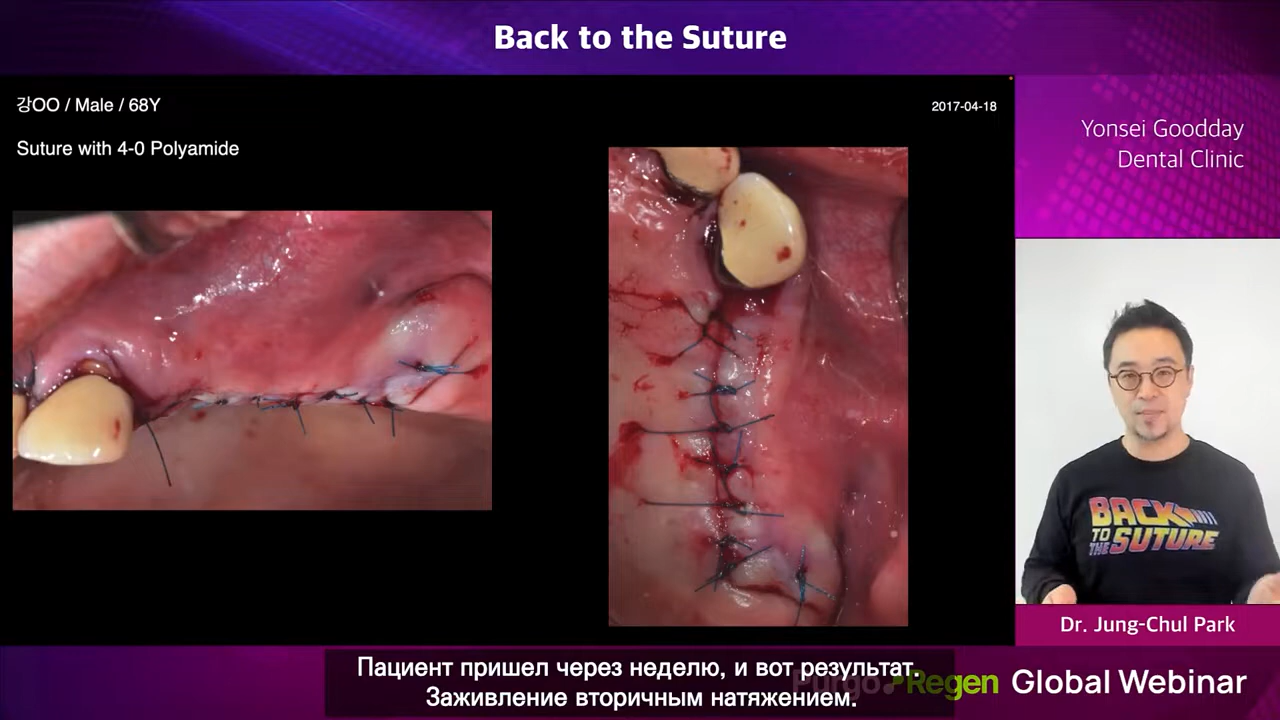 Back to the Suture
강OO / Male / 68Y
2017-04-18
Suture with 4-0 Polyamide
Yonsei Goodday
Dental Clinic
BACK
TO
THE SUTURE
Dr. Jung-Chul Park
Пациент пришел через неделю, и вот результат.
Заживление вторичным натяжением.
Purgo Regen Global Webinar